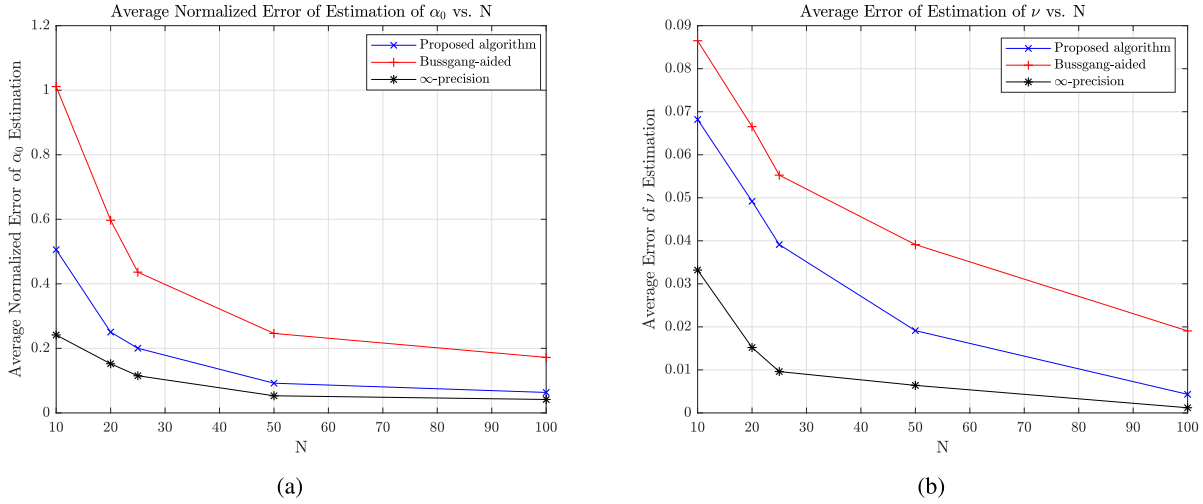 Average Normalized Error of Estimation of α₀ vs. N
Average Normalized Error of α₀ Estimation
1.2
1
0.8
0.6
0.4
0.2
0
Proposed algorithm
Bussgang-aided
∞-precision
10 20 30 40 50 60 70 80 90 100
N
(a)
Average Error of Estimation of ν vs. N
Average Error of ν Estimation
0.09
0.08
0.07
0.06
0.05
0.04
0.03
0.02
0.01
0
Proposed algorithm
Bussgang-aided
∞-precision
10 20 30 40 50 60 70 80 90 100
N
(b)